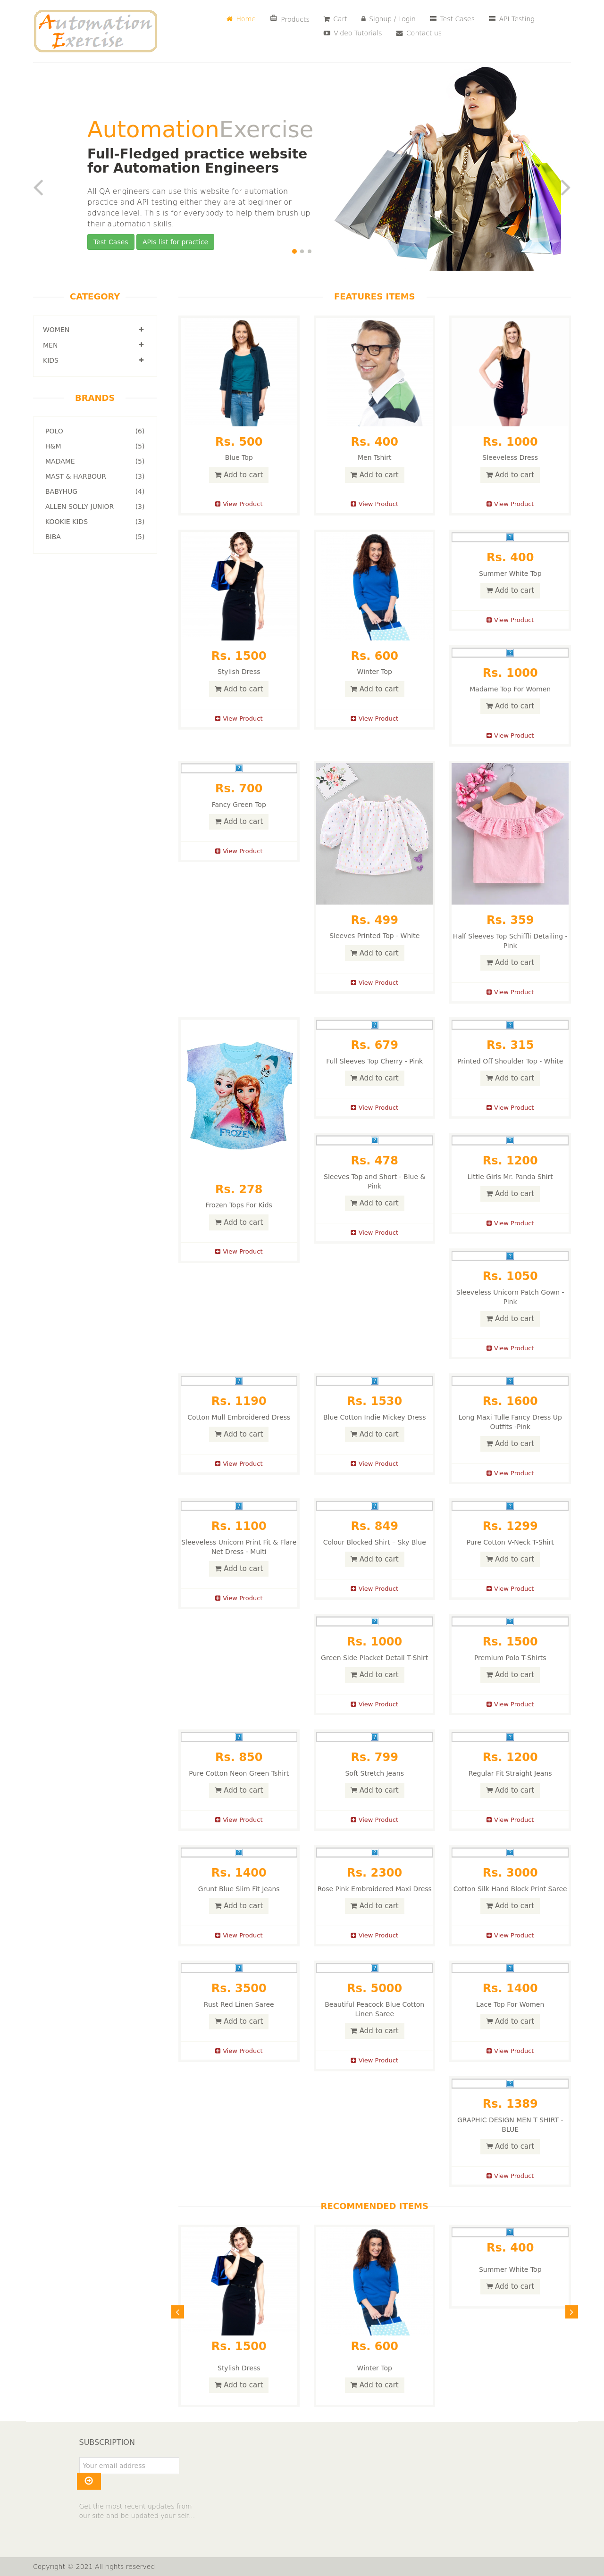 Automation
Exercise
Home
Products
Cart
Signup / Login
Test Cases
API Testing
Video Tutorials
Contact us
AutomationExercise
Full-Fledged practice website
for Automation Engineers
All QA engineers can use this website for automation
practice and API testing either they are at beginner or
advance level. This is for everybody to help them brush up
their automation skills.
Test Cases
APIs list for practice
CATEGORY
WOMEN
MEN
KIDS
BRANDS
POLO (6)
H&M (5)
MADAME (5)
MAST & HARBOUR (3)
BABYHUG (4)
ALLEN SOLLY JUNIOR (3)
KOOKIE KIDS (3)
BIBA (5)
FEATURES ITEMS
Rs. 500
Blue Top
Add to cart
View Product
Rs. 400
Men Tshirt
Add to cart
View Product
Rs. 1000
Sleeveless Dress
Add to cart
View Product
Rs. 1500
Stylish Dress
Add to cart
View Product
Rs. 600
Winter Top
Add to cart
View Product
Rs. 400
Summer White Top
Add to cart
View Product
Rs. 1000
Madame Top For Women
Add to cart
View Product
Rs. 700
Fancy Green Top
Add to cart
View Product
Rs. 499
Sleeves Printed Top - White
Add to cart
View Product
Rs. 359
Half Sleeves Top Schiffli Detailing -
Pink
Add to cart
View Product
FROZEN
Rs. 278
Frozen Tops For Kids
Add to cart
View Product
Rs. 679
Full Sleeves Top Cherry - Pink
Add to cart
View Product
Rs. 315
Printed Off Shoulder Top - White
Add to cart
View Product
Rs. 478
Sleeves Top and Short - Blue &
Pink
Add to cart
View Product
Rs. 1200
Little Girls Mr. Panda Shirt
Add to cart
View Product
Rs. 1050
Sleeveless Unicorn Patch Gown -
Pink
Add to cart
View Product
Rs. 1190
Cotton Mull Embroidered Dress
Add to cart
View Product
Rs. 1530
Blue Cotton Indie Mickey Dress
Add to cart
View Product
Rs. 1600
Long Maxi Tulle Fancy Dress Up
Outfits -Pink
Add to cart
View Product
Rs. 1100
Sleeveless Unicorn Print Fit & Flare
Net Dress - Multi
Add to cart
View Product
Rs. 849
Colour Blocked Shirt – Sky Blue
Add to cart
View Product
Rs. 1299
Pure Cotton V-Neck T-Shirt
Add to cart
View Product
Rs. 1000
Green Side Placket Detail T-Shirt
Add to cart
View Product
Rs. 1500
Premium Polo T-Shirts
Add to cart
View Product
Rs. 850
Pure Cotton Neon Green Tshirt
Add to cart
View Product
Rs. 799
Soft Stretch Jeans
Add to cart
View Product
Rs. 1200
Regular Fit Straight Jeans
Add to cart
View Product
Rs. 1400
Grunt Blue Slim Fit Jeans
Add to cart
View Product
Rs. 2300
Rose Pink Embroidered Maxi Dress
Add to cart
View Product
Rs. 3000
Cotton Silk Hand Block Print Saree
Add to cart
View Product
Rs. 3500
Rust Red Linen Saree
Add to cart
View Product
Rs. 5000
Beautiful Peacock Blue Cotton
Linen Saree
Add to cart
View Product
Rs. 1400
Lace Top For Women
Add to cart
View Product
Rs. 1389
GRAPHIC DESIGN MEN T SHIRT -
BLUE
Add to cart
View Product
RECOMMENDED ITEMS
Rs. 1500
Stylish Dress
Add to cart
Rs. 600
Winter Top
Add to cart
Rs. 400
Summer White Top
Add to cart
SUBSCRIPTION
Your email address
Get the most recent updates from
our site and be updated your self...
Copyright © 2021 All rights reserved